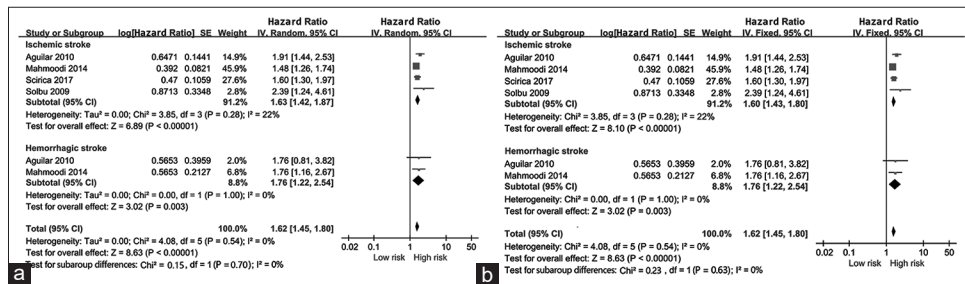 Hazard Ratio Hazard Ratio
Study or Subgroup log[Hazard Ratio] SE Weight IV. Random. 95% CI IV. Random. 95% CI
Ischemic stroke
Aguilar 2010 0.6471 0.1441 14.9% 1.91 [1.44, 2.53]
Mahmoodi 2014 0.392 0.0821 45.9% 1.48 [1.26, 1.74]
Scirica 2017 0.47 0.1059 27.6% 1.60 [1.30, 1.97]
Solbu 2009 0.8713 0.3348 2.8% 2.39 [1.24, 4.61]
Subtotal (95% CI) 91.2% 1.63 [1.42, 1.87]
Heterogeneity: Tau² = 0.00; Chi² = 3.85, df = 3 (P = 0.28); I² = 22%
Test for overall effect: Z = 6.89 (P < 0.00001)
Hemorrhagic stroke
Aguilar 2010 0.5653 0.3959 2.0% 1.76 [0.81, 3.82]
Mahmoodi 2014 0.5653 0.2127 6.8% 1.76 [1.16, 2.67]
Subtotal (95% CI) 8.8% 1.76 [1.22, 2.54]
Heterogeneity: Tau² = 0.00; Chi² = 0.00, df = 1 (P = 1.00); I² = 0%
Test for overall effect: Z = 3.02 (P = 0.003)
Total (95% CI) 100.0% 1.62 [1.45, 1.80]
Heterogeneity: Tau² = 0.00; Chi² = 4.08, df = 5 (P = 0.54); I² = 0%
Test for overall effect: Z = 8.63 (P < 0.00001)
Test for subaroup differences: Chi² = 0.15, df = 1 (P = 0.70); I² = 0%
0.02 0.1 1 10 50
Low risk High risk
a
Hazard Ratio Hazard Ratio
Study or Subgroup log[Hazard Ratio] SE Weight IV. Fixed. 95% CI IV. Fixed. 95% CI
Ischemic stroke
Aguilar 2010 0.6471 0.1441 14.9% 1.91 [1.44, 2.53]
Mahmoodi 2014 0.392 0.0821 45.9% 1.48 [1.26, 1.74]
Scirica 2017 0.47 0.1059 27.6% 1.60 [1.30, 1.97]
Solbu 2009 0.8713 0.3348 2.8% 2.39 [1.24, 4.61]
Subtotal (95% CI) 91.2% 1.60 [1.43, 1.80]
Heterogeneity: Chi² = 3.85, df = 3 (P = 0.28); I² = 22%
Test for overall effect: Z = 8.10 (P < 0.00001)
Hemorrhagic stroke
Aguilar 2010 0.5653 0.3959 2.0% 1.76 [0.81, 3.82]
Mahmoodi 2014 0.5653 0.2127 6.8% 1.76 [1.16, 2.67]
Subtotal (95% CI) 8.8% 1.76 [1.22, 2.54]
Heterogeneity: Chi² = 0.00, df = 1 (P = 1.00); I² = 0%
Test for overall effect: Z = 3.02 (P = 0.003)
Total (95% CI) 100.0% 1.62 [1.45, 1.80]
Heterogeneity: Chi² = 4.08, df = 5 (P = 0.54); I² = 0%
Test for overall effect: Z = 8.63 (P < 0.00001)
Test for subaroup differences: Chi² = 0.23 , df = 1 (P = 0.63); I² = 0%
0.02 0.1 1 10 50
Low risk High risk
b